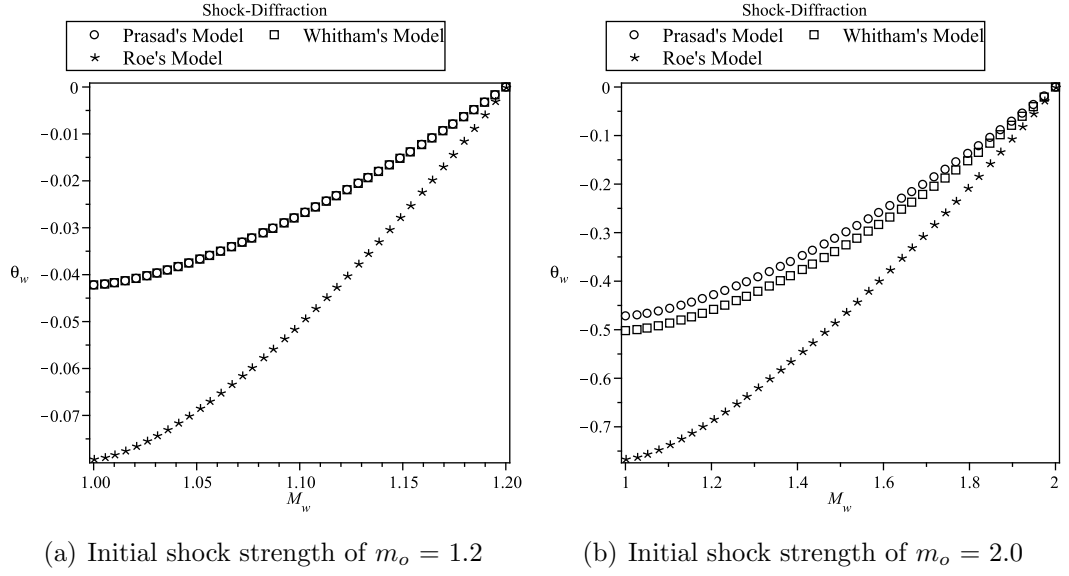 Shock-Diffraction
Prasad's Model Whitham's Model
Roe's Model
0
−0.01
−0.02
−0.03
−0.04
−0.05
−0.06
−0.07
θw
1.00 1.05 1.10 1.15 1.20
Mw
(a) Initial shock strength of mo = 1.2
Shock-Diffraction
Prasad's Model Whitham's Model
Roe's Model
0
−0.1
−0.2
−0.3
−0.4
−0.5
−0.6
−0.7
θw
1 1.2 1.4 1.6 1.8 2
Mw
(b) Initial shock strength of mo = 2.0